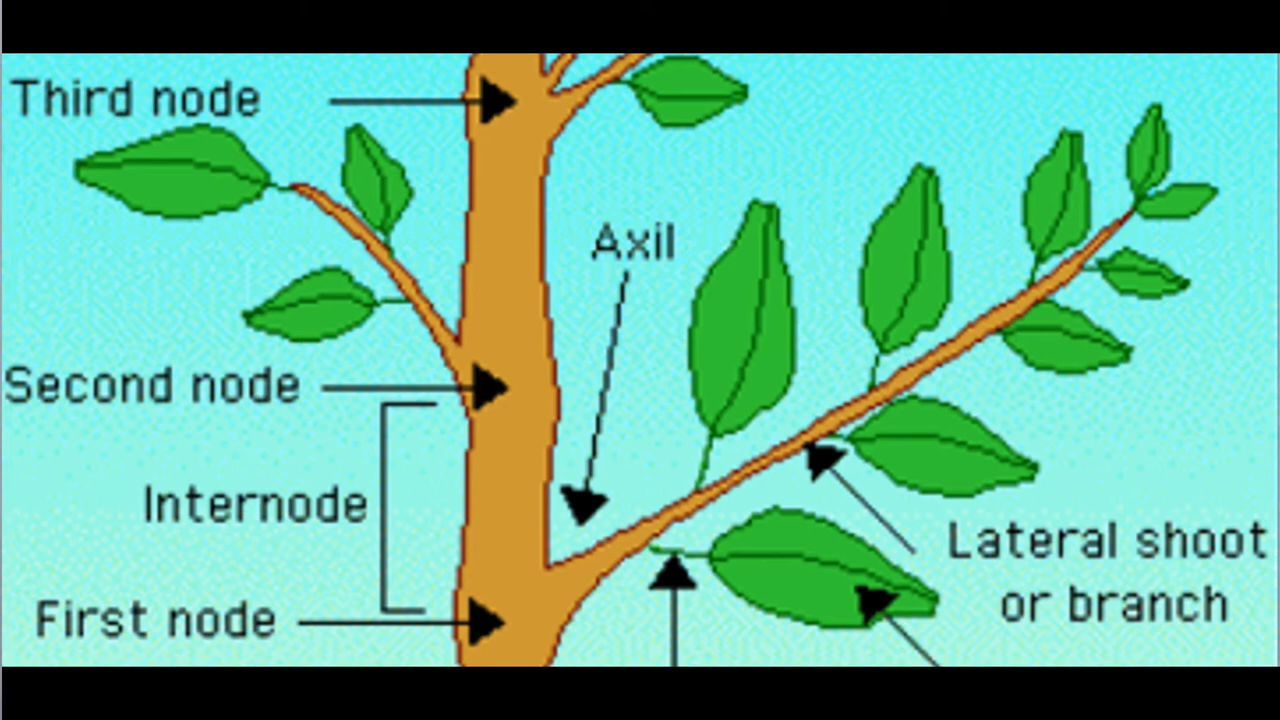 Third node
Axil
Second node
Internode
Lateral shoot
or branch
First node